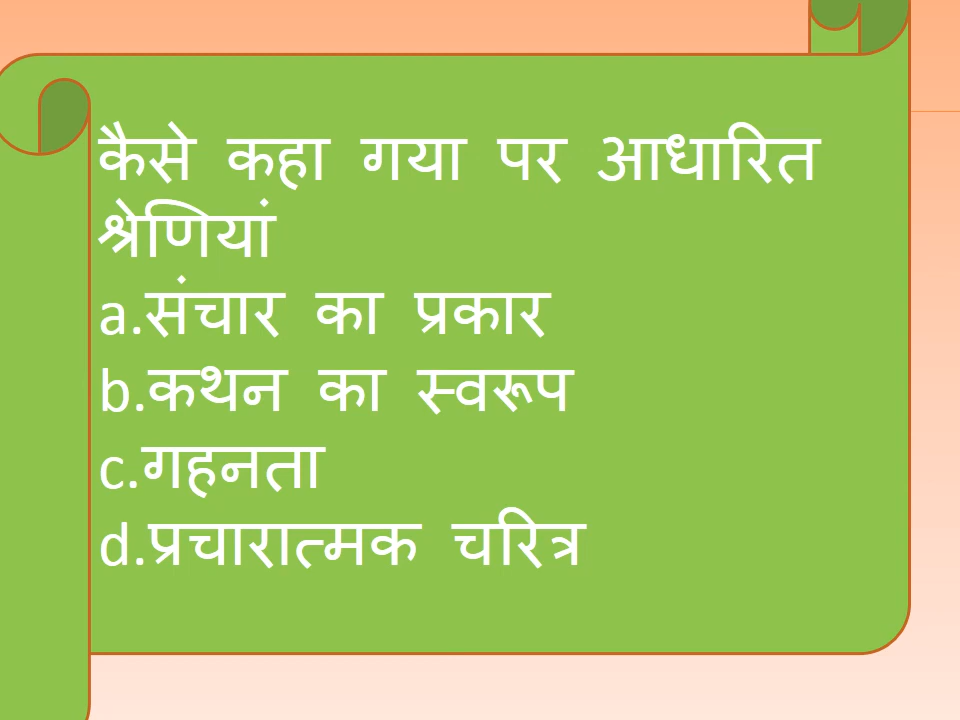 कैसे कहा गया पर आधारित
श्रेणियां
a.संचार का प्रकार
b.कथन का स्वरूप
c.गहनता
d.प्रचारात्मक चरित्र